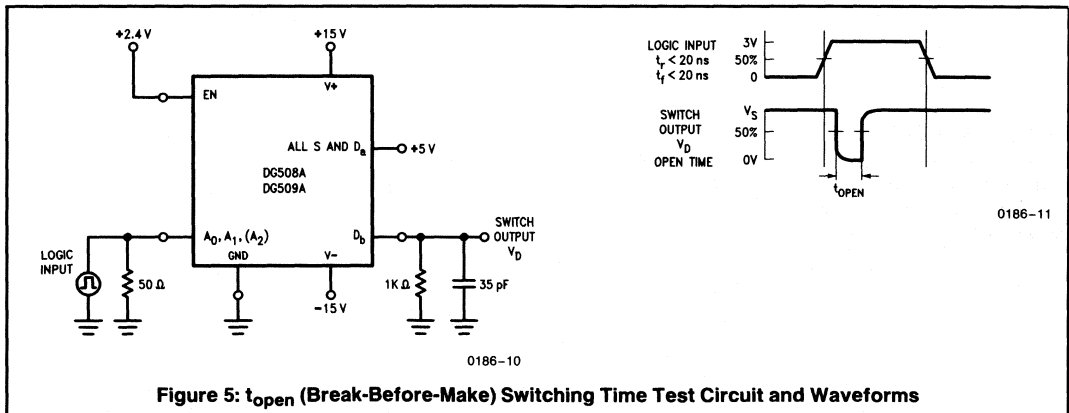 +2.4 V
+15 V
EN
V+
ALL S AND Da
+5 V
DG508A
DG509A
A0, A1, (A2)
GND
V−
Db
SWITCH
OUTPUT
VD
LOGIC
INPUT
50 Ω
−15 V
1K Ω
35 pF
0186–10
LOGIC INPUT
tr < 20 ns
tf < 20 ns
3V
50%
0
SWITCH
OUTPUT
VD
OPEN TIME
VS
50%
0V
tOPEN
0186–11
Figure 5: topen (Break-Before-Make) Switching Time Test Circuit and Waveforms